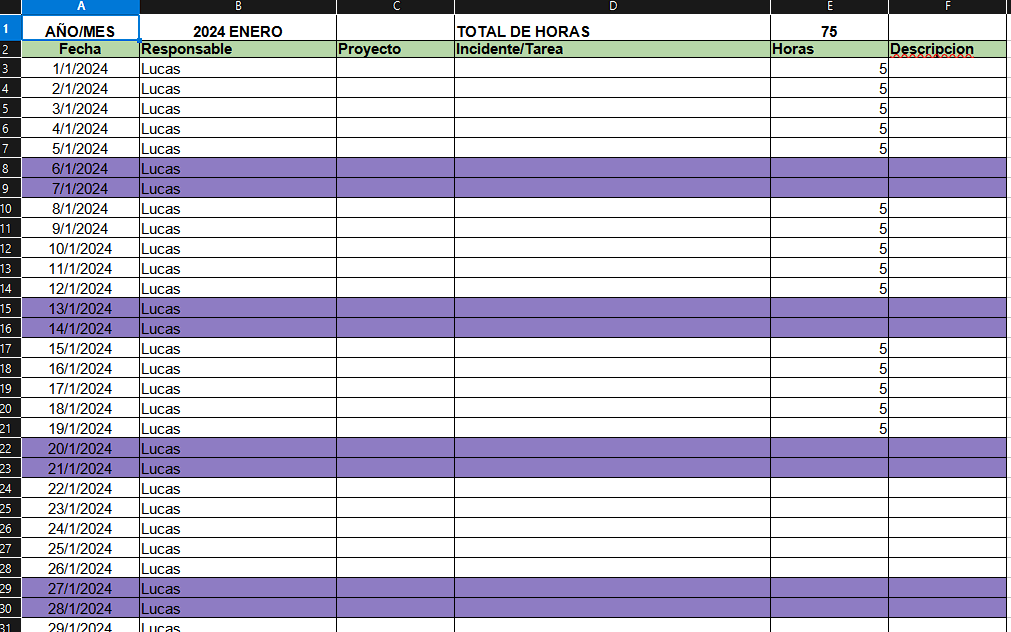 A B C D E F
1 AÑO/MES 2024 ENERO TOTAL DE HORAS 75
2 Fecha Responsable Proyecto Incidente/Tarea Horas Descripcion
3 1/1/2024 Lucas 5
4 2/1/2024 Lucas 5
5 3/1/2024 Lucas 5
6 4/1/2024 Lucas 5
7 5/1/2024 Lucas 5
8 6/1/2024 Lucas
9 7/1/2024 Lucas
10 8/1/2024 Lucas 5
11 9/1/2024 Lucas 5
12 10/1/2024 Lucas 5
13 11/1/2024 Lucas 5
14 12/1/2024 Lucas 5
15 13/1/2024 Lucas
16 14/1/2024 Lucas
17 15/1/2024 Lucas 5
18 16/1/2024 Lucas 5
19 17/1/2024 Lucas 5
20 18/1/2024 Lucas 5
21 19/1/2024 Lucas 5
22 20/1/2024 Lucas
23 21/1/2024 Lucas
24 22/1/2024 Lucas
25 23/1/2024 Lucas
26 24/1/2024 Lucas
27 25/1/2024 Lucas
28 26/1/2024 Lucas
29 27/1/2024 Lucas
30 28/1/2024 Lucas
31 29/1/2024 Lucas